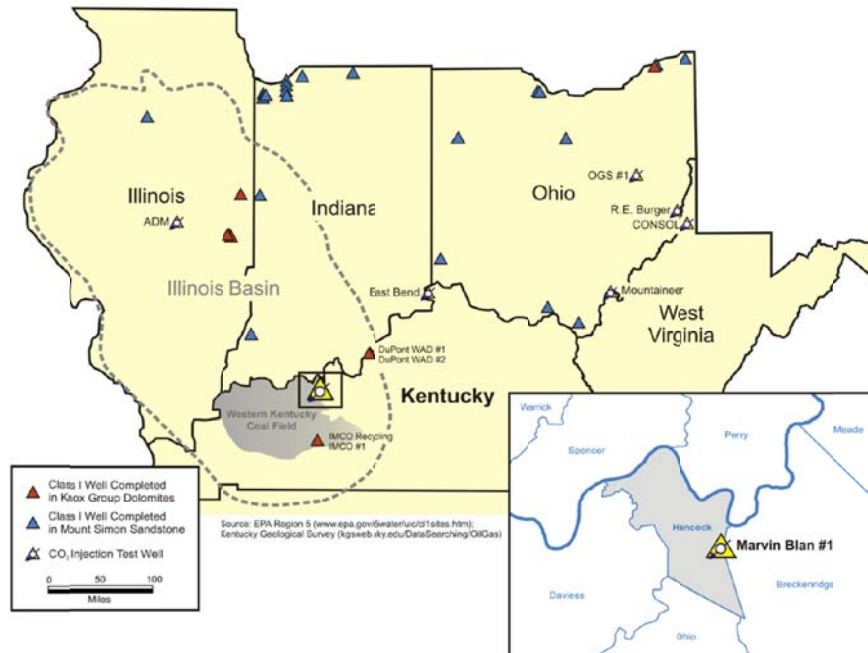 Illinois
ADM
Indiana
Ohio
OGS #1
R.E. Burger
CONSOL
Illinois Basin
East Bend
Mountaineer
West
Virginia
DuPont WAD #1
DuPont WAD #2
Kentucky
Western Kentucky
Coal Field
IMCO Recycling
IMCO #1
Class I Well Completed
in Knox Group Dolomites
Class I Well Completed
in Mount Simon Sandstone
CO2 Injection Test Well
0 50 100
Miles
Source: EPA Region 5 (www.epa.gov/5water/uic/cl1sites.htm);
Kentucky Geological Survey (kgsweb.uky.edu/DataSearching/OilGas)
Warrick
Spencer
Perry
Meade
Hancock
Marvin Blan #1
Daviess
Breckenridge
Ohio